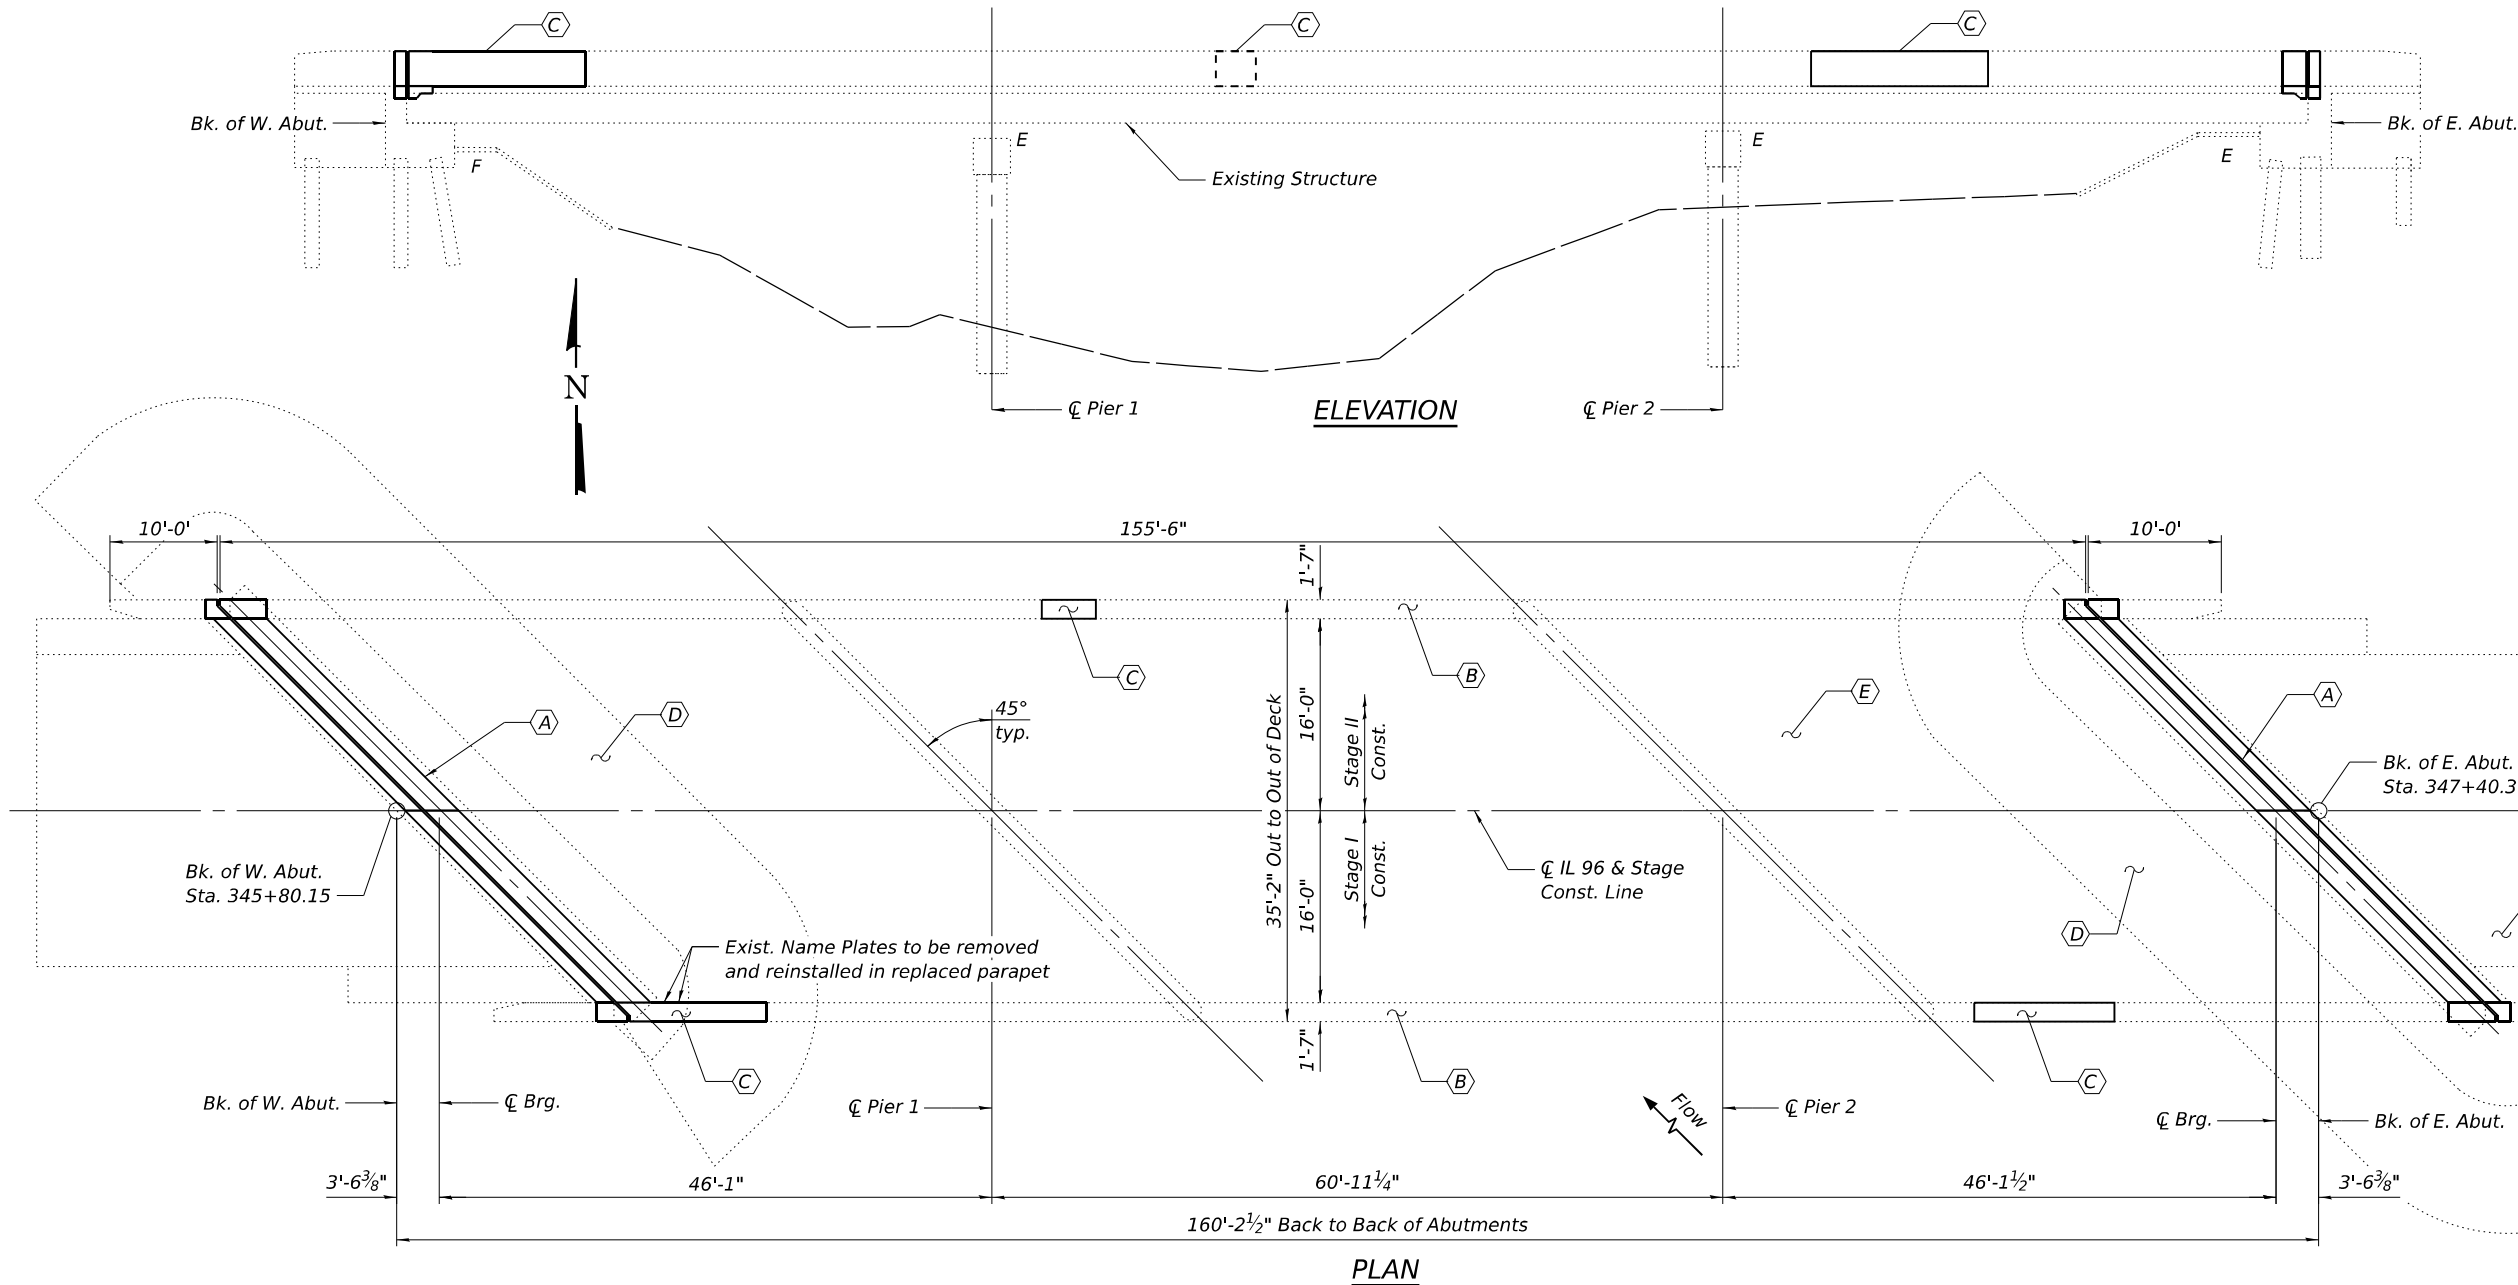 C
C
C
Bk. of W. Abut.
Bk. of E. Abut.
E
E
F
E
Existing Structure
N
℄ Pier 1
ELEVATION
℄ Pier 2
10'-0'
155'-6"
10'-0'
1'-7"
C
B
A
D
45°
typ.
35'-2" Out to Out of Deck
16'-0"
Stage II
Const.
E
A
Bk. of E. Abut.
Sta. 347+40.3
Bk. of W. Abut.
Sta. 345+80.15
16'-0"
Stage I
Const.
℄ IL 96 & Stage
Const. Line
D
Exist. Name Plates to be removed
and reinstalled in replaced parapet
1'-7"
C
B
C
Bk. of W. Abut.
℄ Brg.
℄ Pier 1
Flow
℄ Pier 2
℄ Brg.
Bk. of E. Abut.
3'-6⅜"
46'-1"
60'-11¼"
46'-1½"
3'-6⅜"
160'-2½" Back to Back of Abutments
PLAN